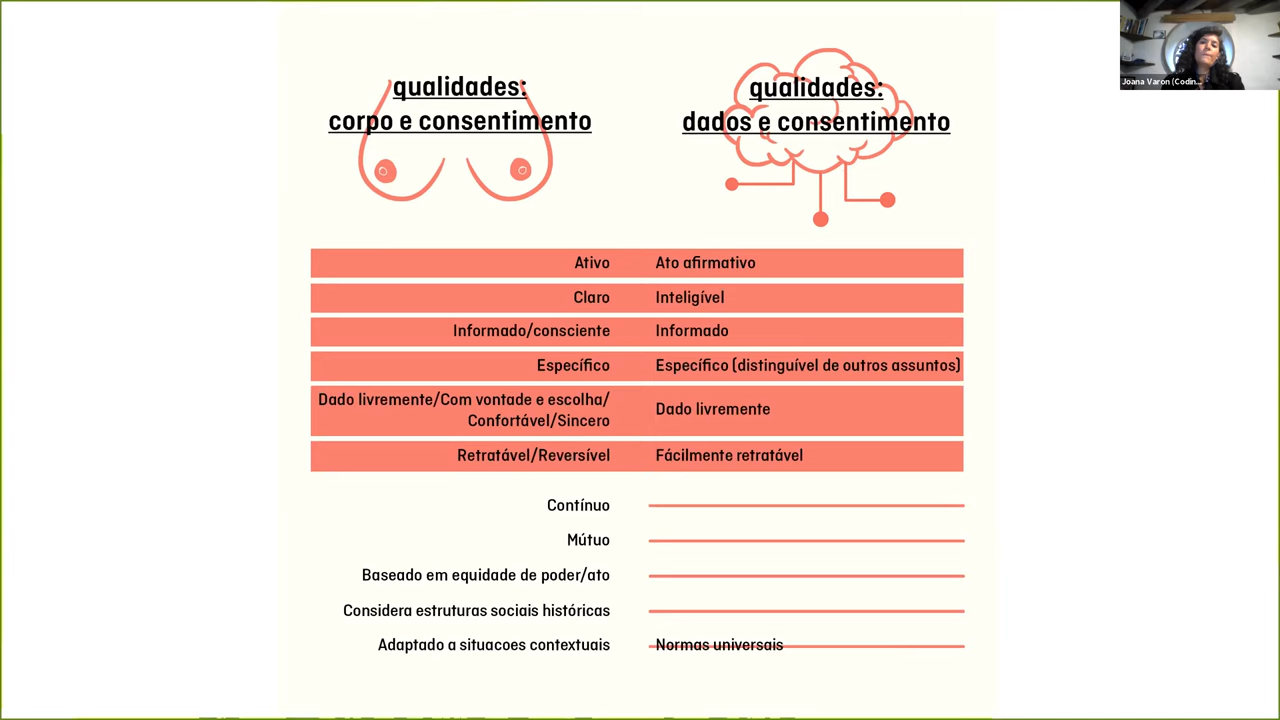 qualidades:
corpo e consentimento
qualidades:
dados e consentimento
Joana Varon (Codin...
Ativo Ato afirmativo
Claro Inteligível
Informado/consciente Informado
Específico Específico (distinguível de outros assuntos)
Dado livremente/Com vontade e escolha/
Confortável/Sincero
Dado livremente
Retratável/Reversível Fácilmente retratável
Contínuo
Mútuo
Baseado em equidade de poder/ato
Considera estruturas sociais históricas
Adaptado a situacoes contextuais Normas universais